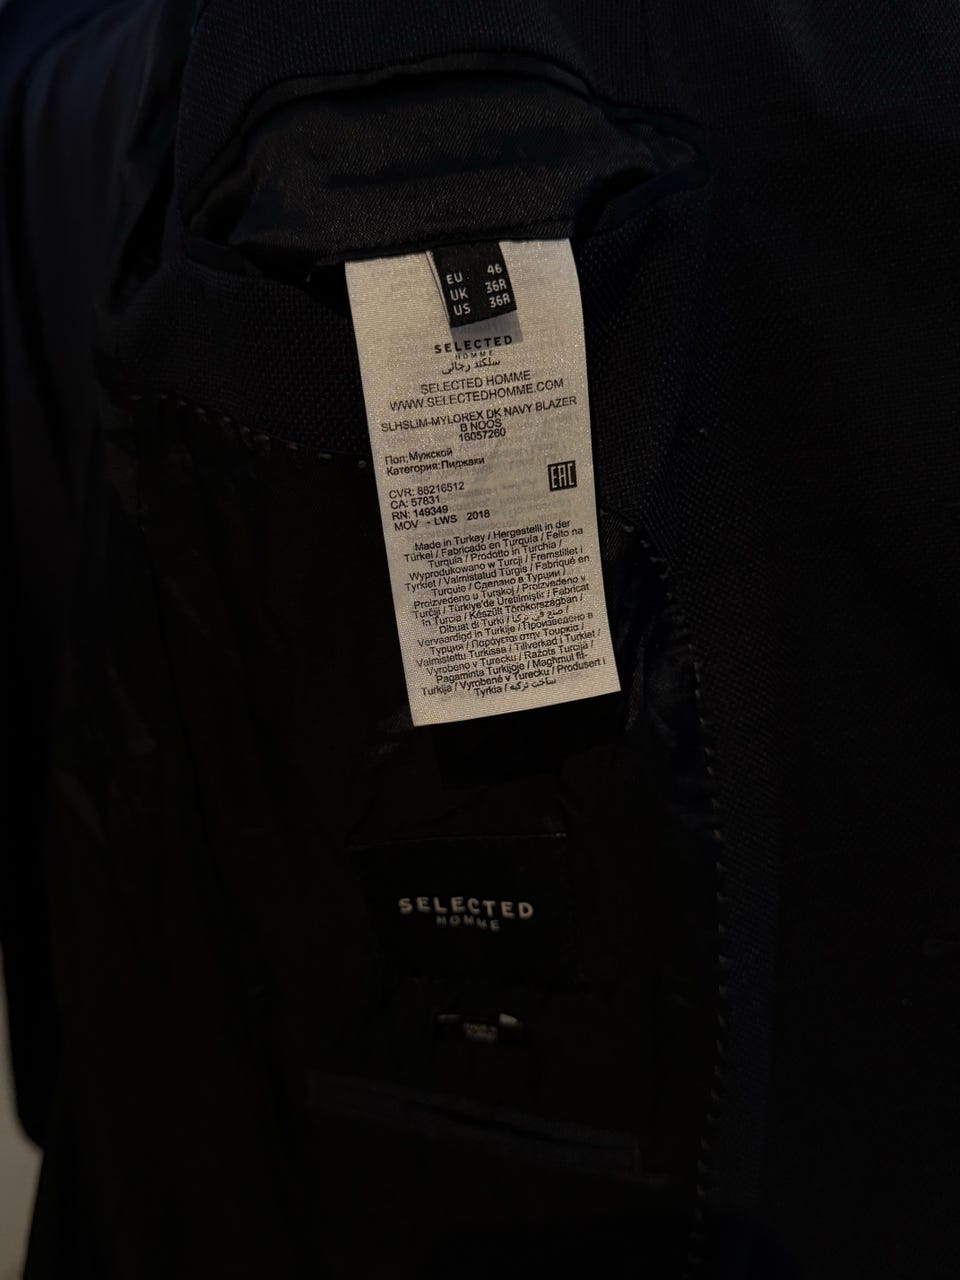 EU 46
UK 36R
US 36R
SELECTED
HOMME
سلكتد رجالي
SELECTED HOMME
WWW.SELECTEDHOMME.COM
SLHSLIM-MYLOREX DK NAVY BLAZER
B NOOS
16057260
Пол:Мужской
Категория:Пиджаки
EAC
CVR: 88216512
CA: 57831
RN: 149349
MOV - LWS 2018
Made in Turkey / Hergestellt in der
Türkei / Fabricado en Turquía / Feito na
Turquia / Prodotto in Turchia /
Wyprodukowano w Turcji / Fremstillet i
Tyrkiet / Valmistatud Türgis / Fabriqué en
Turquie / Сделано в Турции /
Proizvedeno u Turskoj / Proizvedeno v
Turčiji / Türkiye'de Üretilmiştir / Fabricat
în Turcia / Készült Törökországban /
Dibuat di Turki / صنع في تركيا /
Vervaardigd in Turkije / Произведено в
Турция / Παράγεται στην Τουρκία /
Valmistettu Turkissa / Tillverkad i Turkiet /
Vyrobeno v Turecku / Ražots Turcijā /
Pagaminta Turkijoje / Maghmul fit-
Turkija / Vyrobené v Turecku / Produsert i
Tyrkia / ساخت ترکیه
SELECTED
HOMME